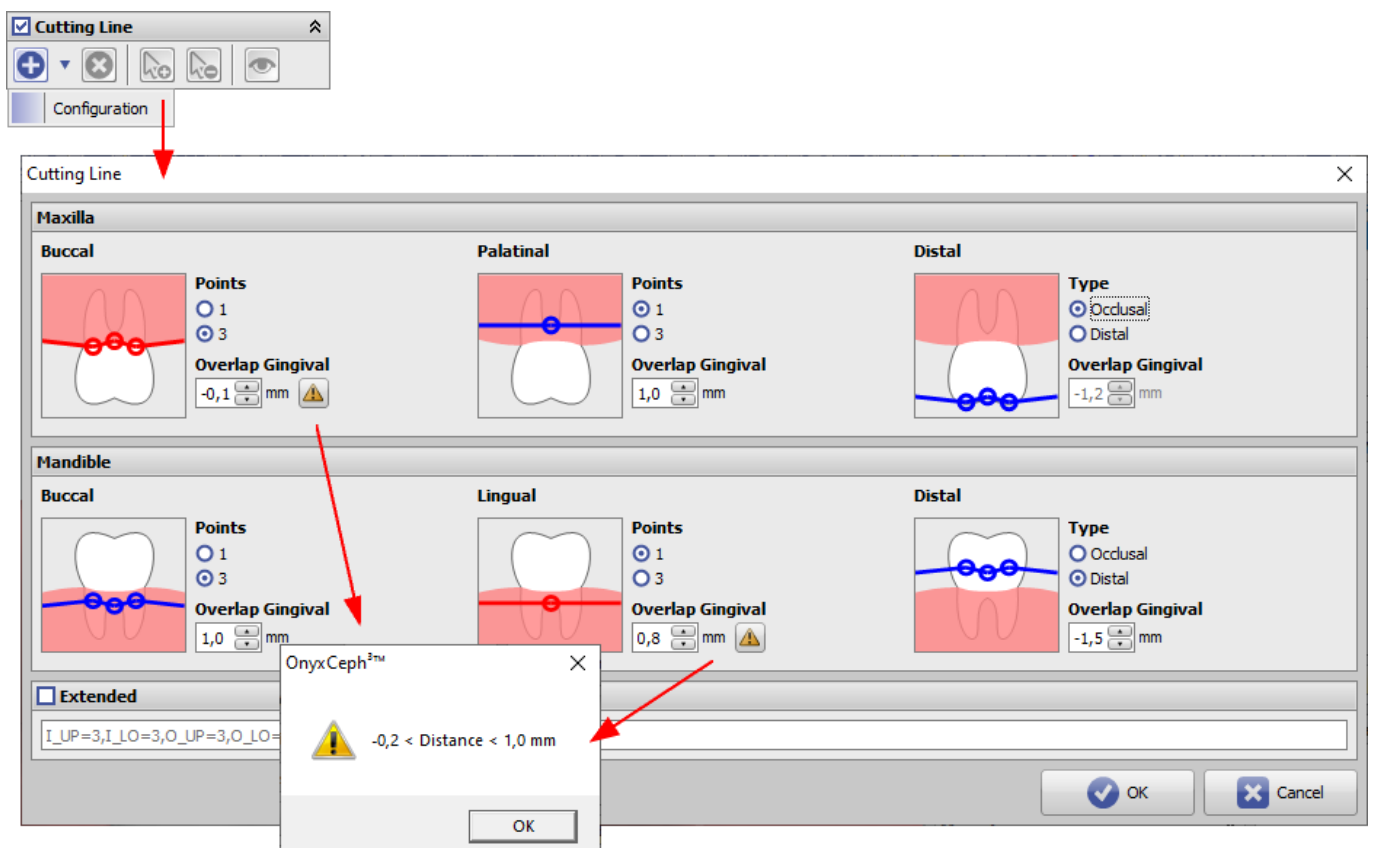 Cutting Line
Configuration
Cutting Line
Maxilla
Buccal
Points
1
3
Overlap Gingival
-0,1 mm
Palatinal
Points
1
3
Overlap Gingival
1,0 mm
Distal
Type
Occlusal
Distal
Overlap Gingival
-1,2 mm
Mandible
Buccal
Points
1
3
Overlap Gingival
1,0 mm
Lingual
Points
1
3
Overlap Gingival
0,8 mm
Distal
Type
Occlusal
Distal
Overlap Gingival
-1,5 mm
Extended
I_UP=3,I_LO=3,O_UP=3,O_LO=
OnyxCeph³™
-0,2 < Distance < 1,0 mm
OK
OK
Cancel